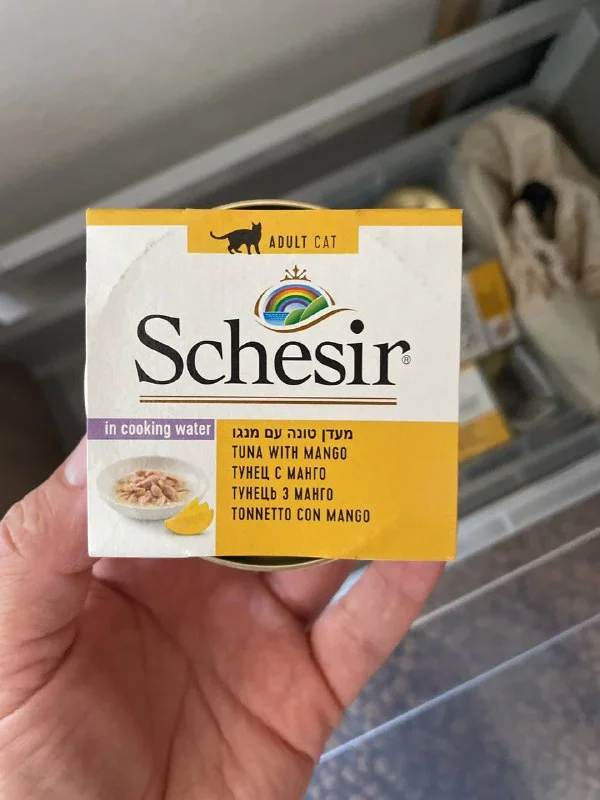 ADULT CAT
Schesir®
in cooking water
מעדן טונה עם מנגו
TUNA WITH MANGO
ТУНЕЦ С МАНГО
ТУНЕЦЬ З МАНГО
TONNETTO CON MANGO